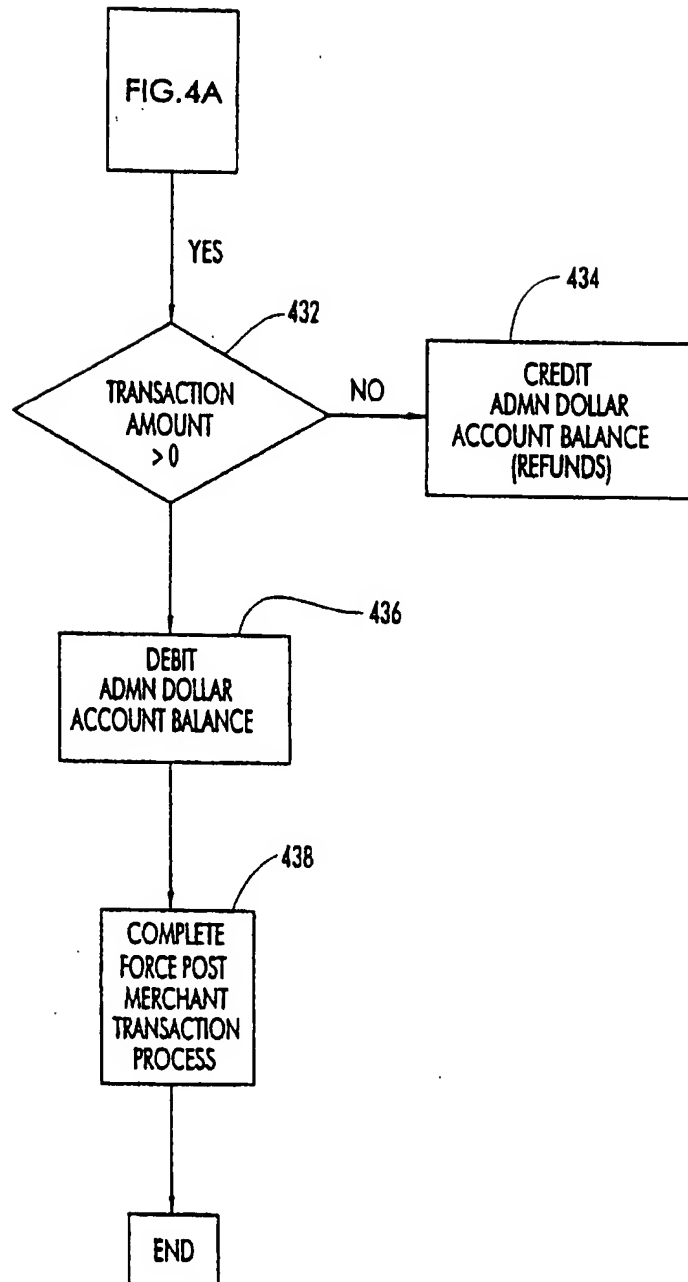 FIG.4A
YES
432
TRANSACTION
AMOUNT
> 0
NO
434
CREDIT
ADMN DOLLAR
ACCOUNT BALANCE
(REFUNDS)
436
DEBIT
ADMN DOLLAR
ACCOUNT BALANCE
438
COMPLETE
FORCE POST
MERCHANT
TRANSACTION
PROCESS
END